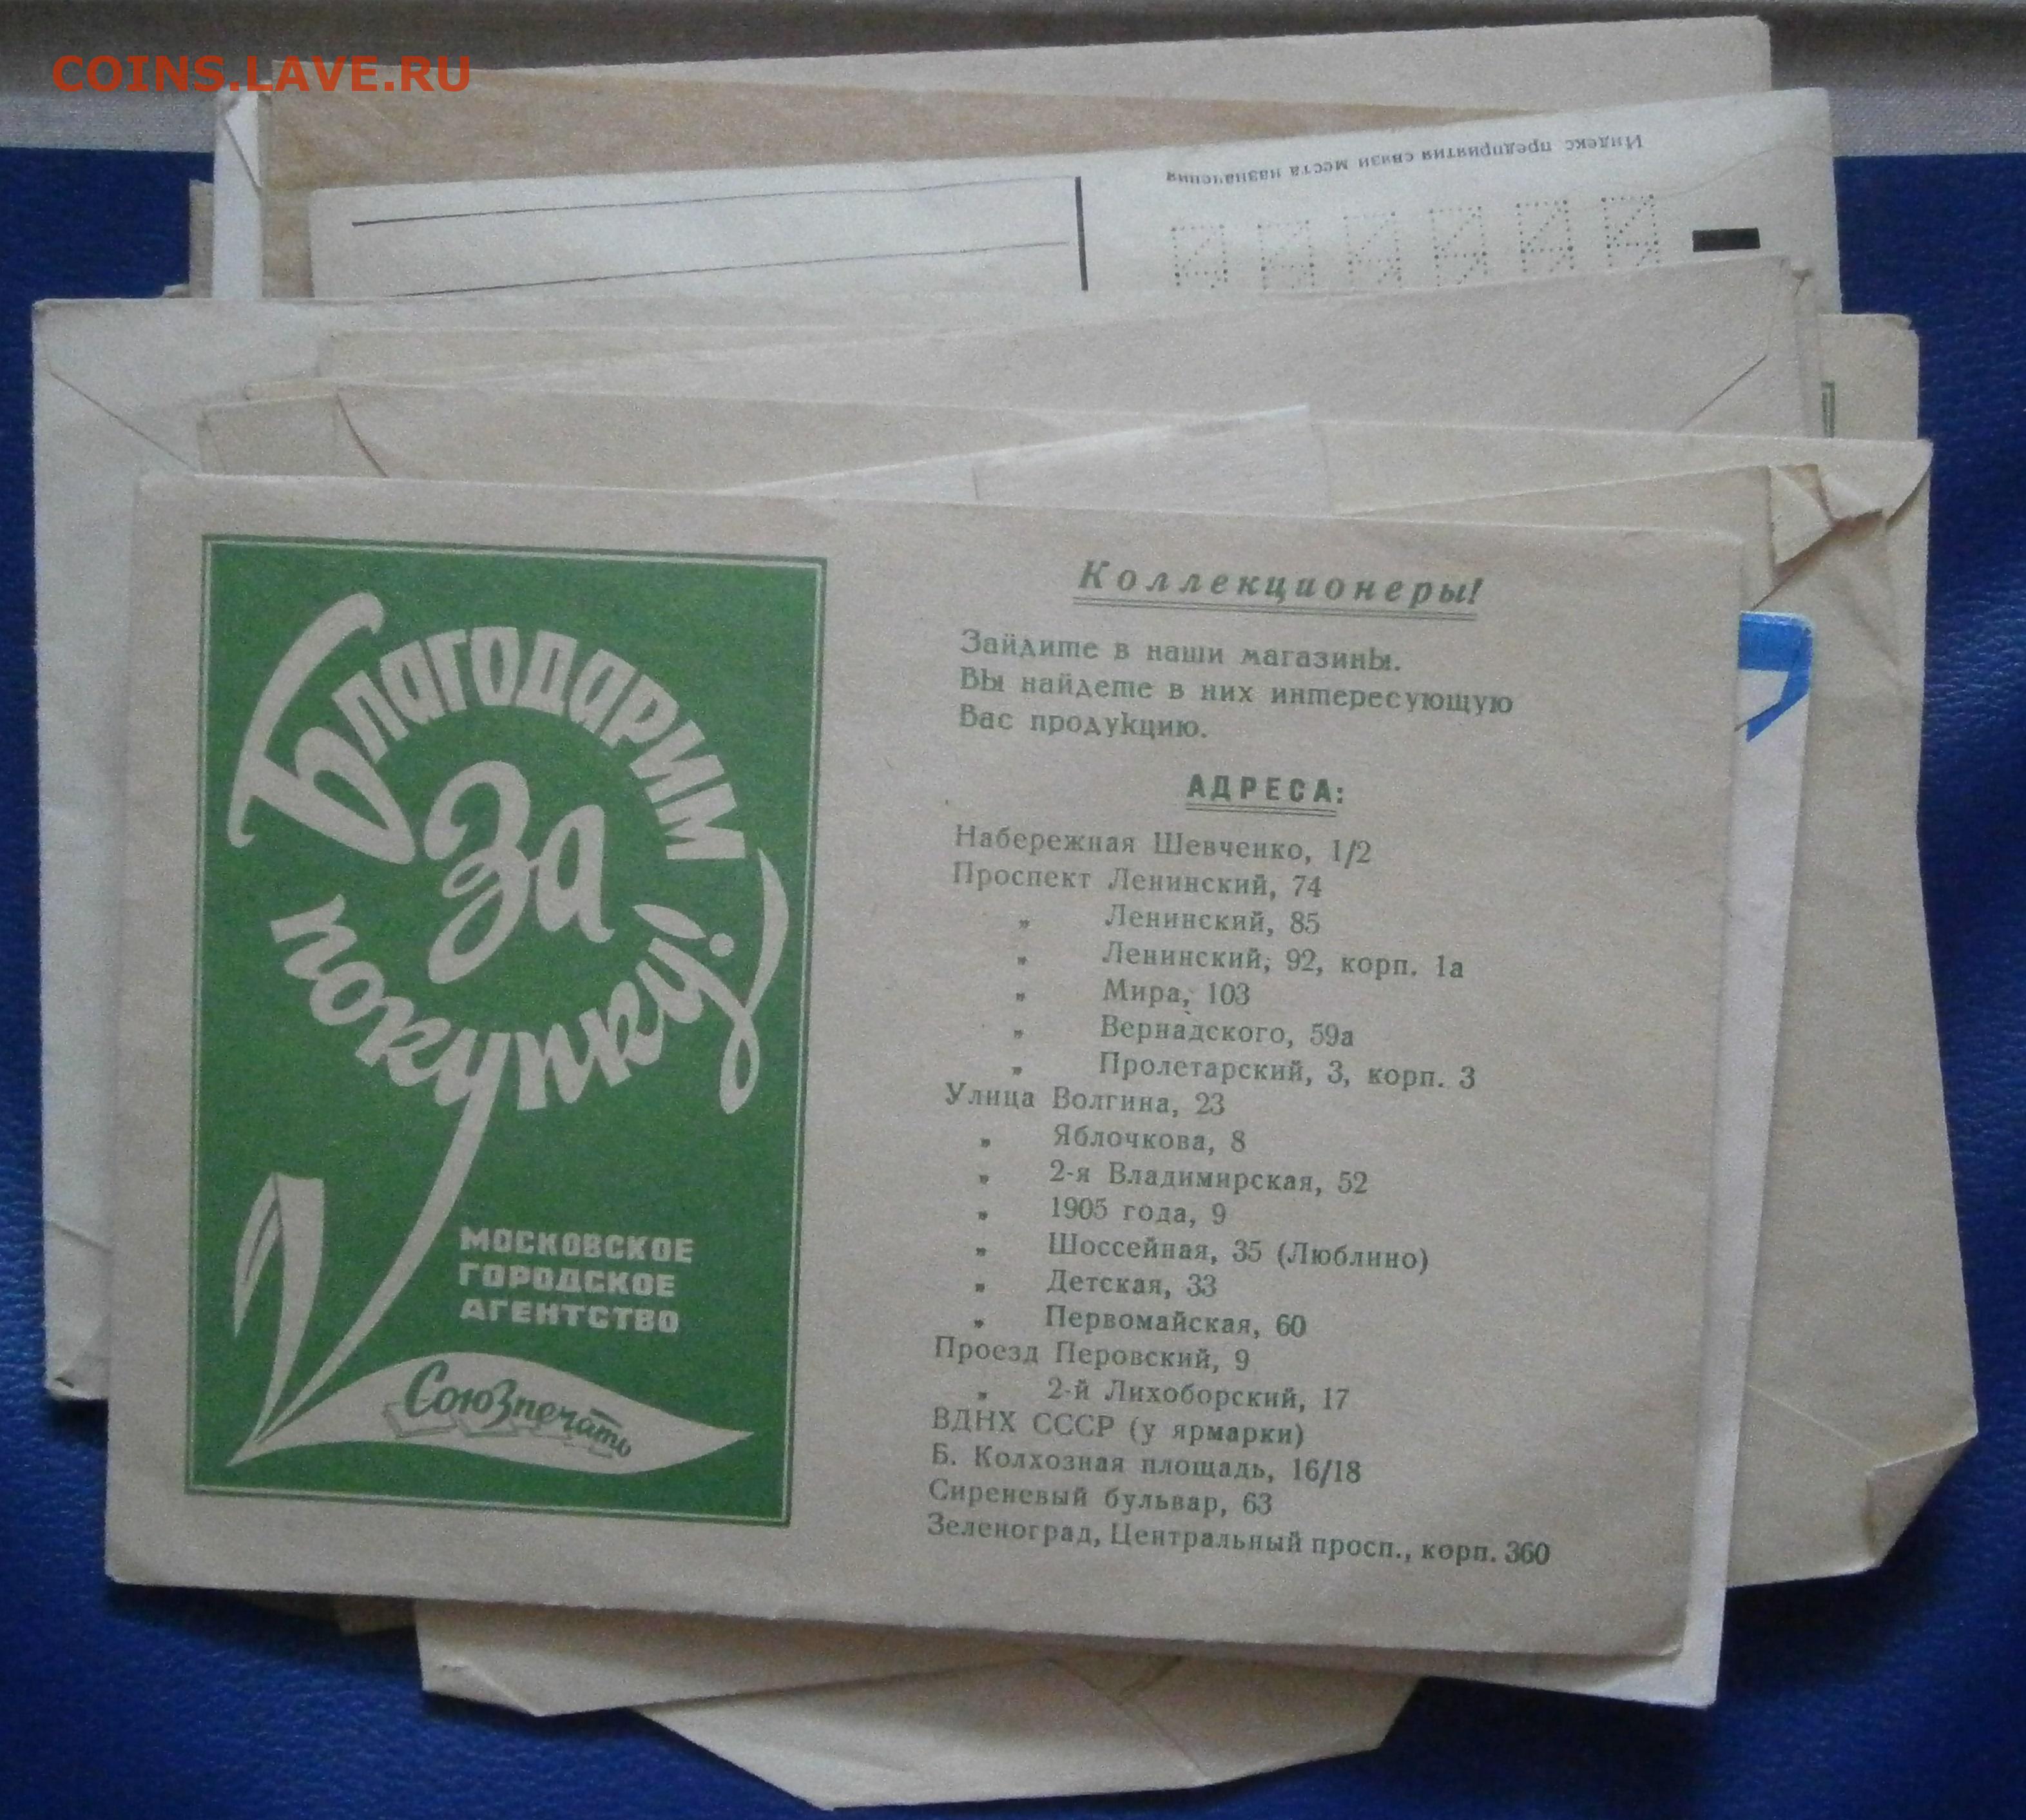 COINS.LAVE.RU
Индекс предприятия связи места назначения
Благодарим
за
покупку
МОСКОВСКОЕ
ГОРОДСКОЕ
АГЕНТСТВО
Союзпечать
Коллекционеры!
Зайдите в наши магазины.
Вы найдете в них интересующую
Вас продукцию.
АДРЕСА:
Набережная Шевченко, 1/2
Проспект Ленинский, 74
„ Ленинский, 85
„ Ленинский, 92, корп. 1а
„ Мира, 103
„ Вернадского, 59а
„ Пролетарский, 3, корп. 3
Улица Волгина, 23
„ Яблочкова, 8
„ 2-я Владимирская, 52
„ 1905 года, 9
„ Шоссейная, 35 (Люблино)
„ Детская, 33
„ Первомайская, 60
Проезд Перовский, 9
„ 2-й Лихоборский, 17
ВДНХ СССР (у ярмарки)
Б. Колхозная площадь, 16/18
Сиреневый бульвар, 63
Зеленоград, Центральный просп., корп. 360